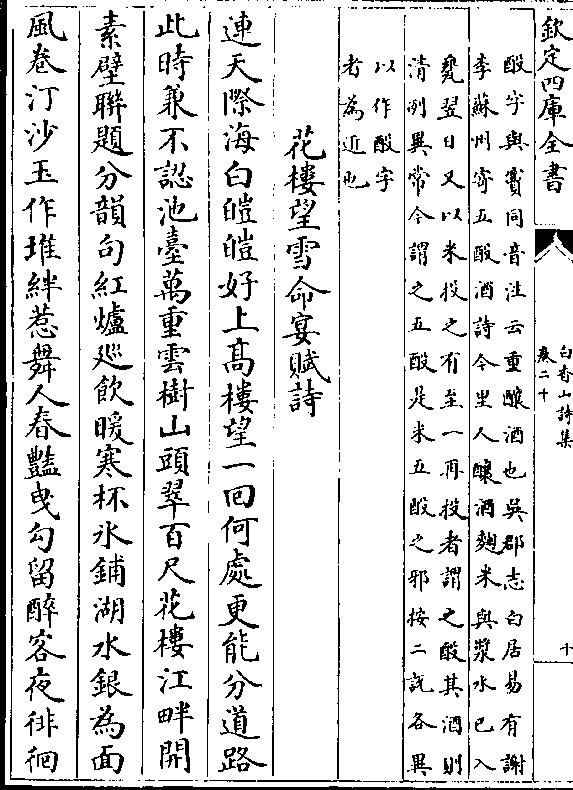 欽定四庫全書
白香山詩集
卷二十
十
酘字與竇同音注云重釀酒也吳郡志白居易有謝
李蘇州寄五酘酒詩今里人釀酒麴米與漿水已入
甕翌日又以米投之有至一再投者謂之酘其酒則
清冽異常今謂之五酘是米五酘之邪按二說各異
以作酘字
者為近也
花樓望雪命宴賦詩
連天際海白皚皚好上高樓望一回何處更能分道路
此時兼不認池臺萬重雲樹山頭翠百尺花樓江畔開
素壁聯題分韻句紅爐巡飲暖寒杯氷鋪湖水銀為面
風卷汀沙玉作堆絆惹舞人春豔曳勾留醉客夜徘徊